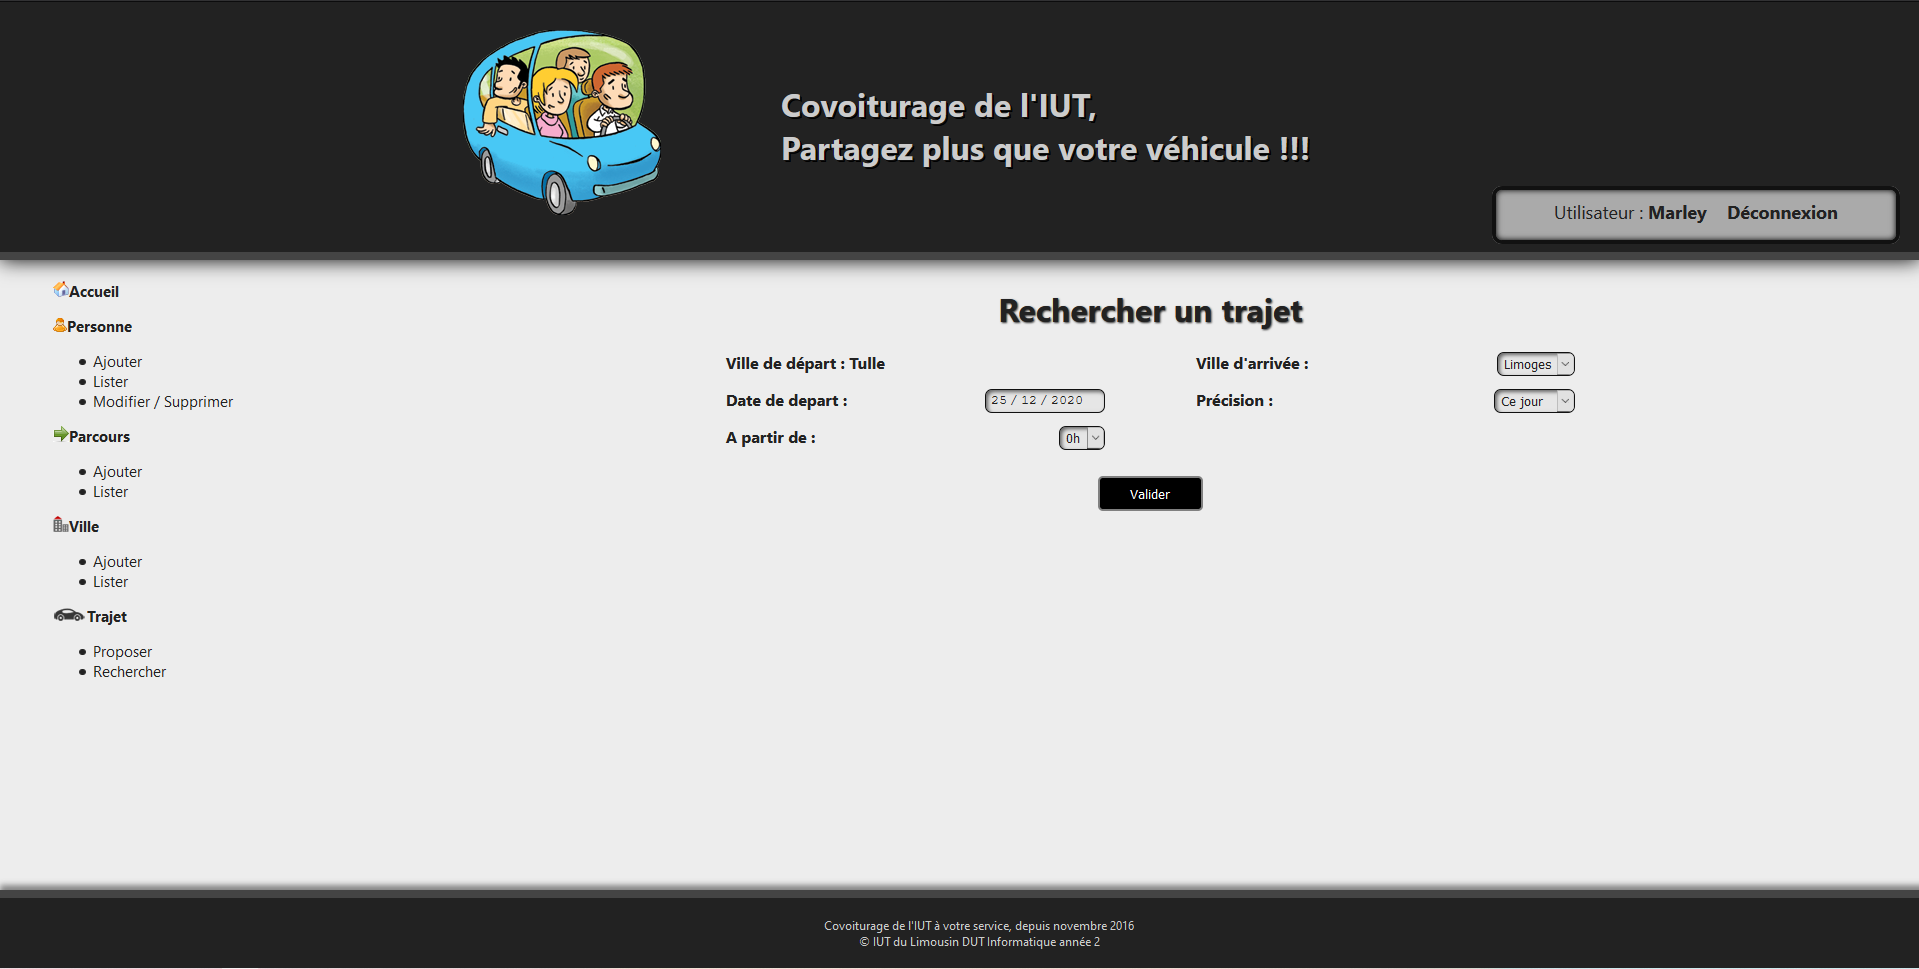 Covoiturage de l'IUT,
Partagez plus que votre véhicule !!!
Utilisateur : Marley Déconnexion
Accueil
Personne
Ajouter
Lister
Modifier / Supprimer
Parcours
Ajouter
Lister
Ville
Ajouter
Lister
Trajet
Proposer
Rechercher
Rechercher un trajet
Ville de départ : Tulle
Ville d'arrivée : Limoges
Date de depart : 25 / 12 / 2020
Précision : Ce jour
A partir de : 0h
Valider
Covoiturage de l'IUT à votre service, depuis novembre 2016
© IUT du Limousin DUT Informatique année 2